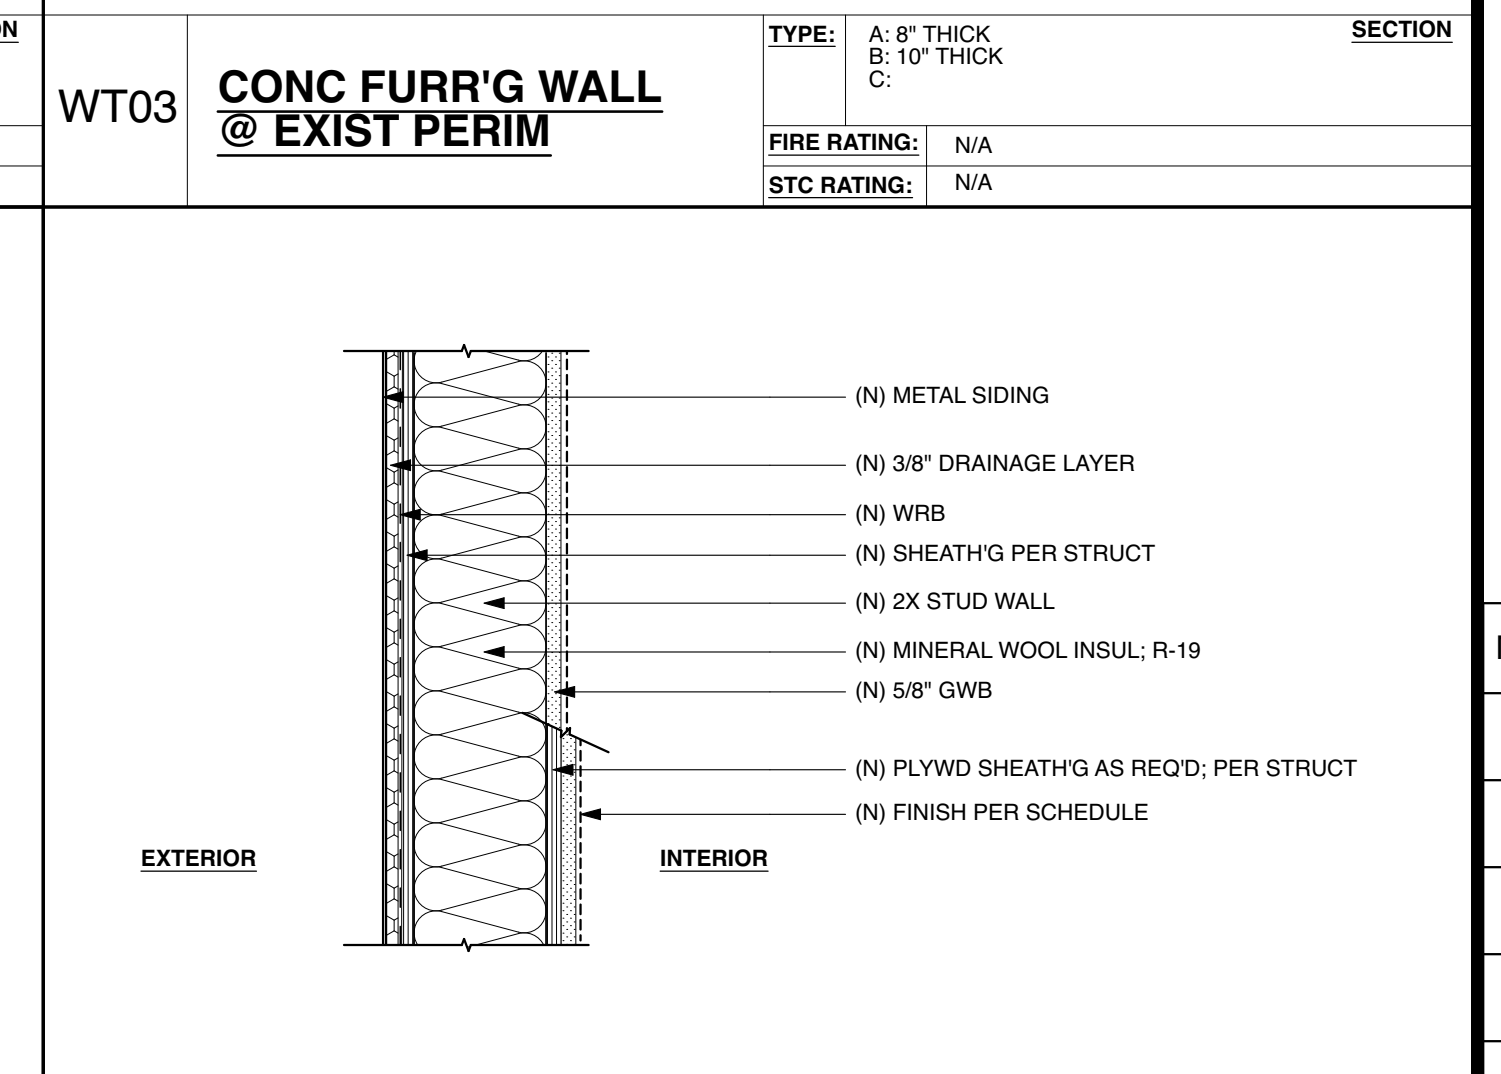 WT03
CONC FURR'G WALL
@ EXIST PERIM
TYPE:
A: 8" THICK
B: 10" THICK
C:
SECTION
FIRE RATING:
N/A
STC RATING:
N/A
(N) METAL SIDING
(N) 3/8" DRAINAGE LAYER
(N) WRB
(N) SHEATH'G PER STRUCT
(N) 2X STUD WALL
(N) MINERAL WOOL INSUL; R-19
(N) 5/8" GWB
(N) PLYWD SHEATH'G AS REQ'D; PER STRUCT
(N) FINISH PER SCHEDULE
EXTERIOR
INTERIOR